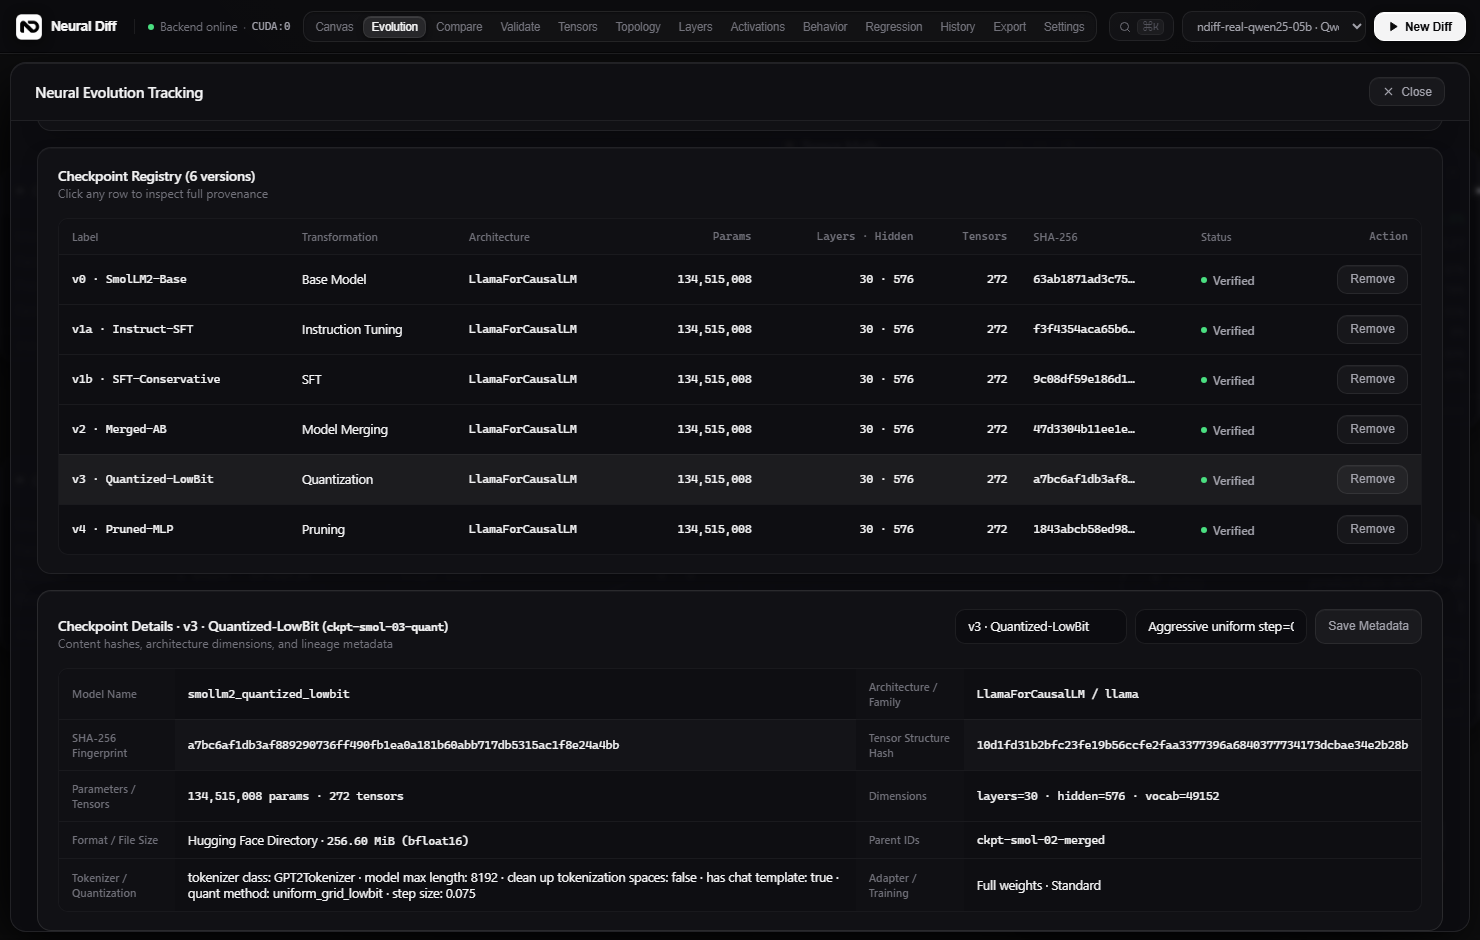 Neural Diff
Backend online · CUDA:0
Canvas Evolution Compare Validate Tensors Topology Layers Activations Behavior Regression History Export Settings
⌘K
ndiff-real-qwen25-05b · Qw
New Diff
Neural Evolution Tracking
Close
Checkpoint Registry (6 versions)
Click any row to inspect full provenance
Label Transformation Architecture Params Layers · Hidden Tensors SHA-256 Status Action
v0 · SmolLM2-Base Base Model LlamaForCausalLM 134,515,008 30 · 576 272 63ab1871ad3c75… Verified Remove
v1a · Instruct-SFT Instruction Tuning LlamaForCausalLM 134,515,008 30 · 576 272 f3f4354aca65b6… Verified Remove
v1b · SFT-Conservative SFT LlamaForCausalLM 134,515,008 30 · 576 272 9c08df59e186d1… Verified Remove
v2 · Merged-AB Model Merging LlamaForCausalLM 134,515,008 30 · 576 272 47d3304b11ee1e… Verified Remove
v3 · Quantized-LowBit Quantization LlamaForCausalLM 134,515,008 30 · 576 272 a7bc6af1db3af8… Verified Remove
v4 · Pruned-MLP Pruning LlamaForCausalLM 134,515,008 30 · 576 272 1843abcb58ed98… Verified Remove
Checkpoint Details · v3 · Quantized-LowBit (ckpt-smol-03-quant)
Content hashes, architecture dimensions, and lineage metadata
v3 · Quantized-LowBit
Aggressive uniform step=0
Save Metadata
Model Name smollm2_quantized_lowbit
Architecture / Family LlamaForCausalLM / llama
SHA-256 Fingerprint a7bc6af1db3af889290736ff490fb1ea0a181b60abb717db5315ac1f8e24a4bb
Tensor Structure Hash 10d1fd31b2bfc23fe19b56ccfe2faa3377396a6840377734173dcbae34e2b28b
Parameters / Tensors 134,515,008 params · 272 tensors
Dimensions layers=30 · hidden=576 · vocab=49152
Format / File Size Hugging Face Directory · 256.60 MiB (bfloat16)
Parent IDs ckpt-smol-02-merged
Tokenizer / Quantization tokenizer class: GPT2Tokenizer · model max length: 8192 · clean up tokenization spaces: false · has chat template: true ·
quant method: uniform_grid_lowbit · step size: 0.075
Adapter / Training Full weights · Standard